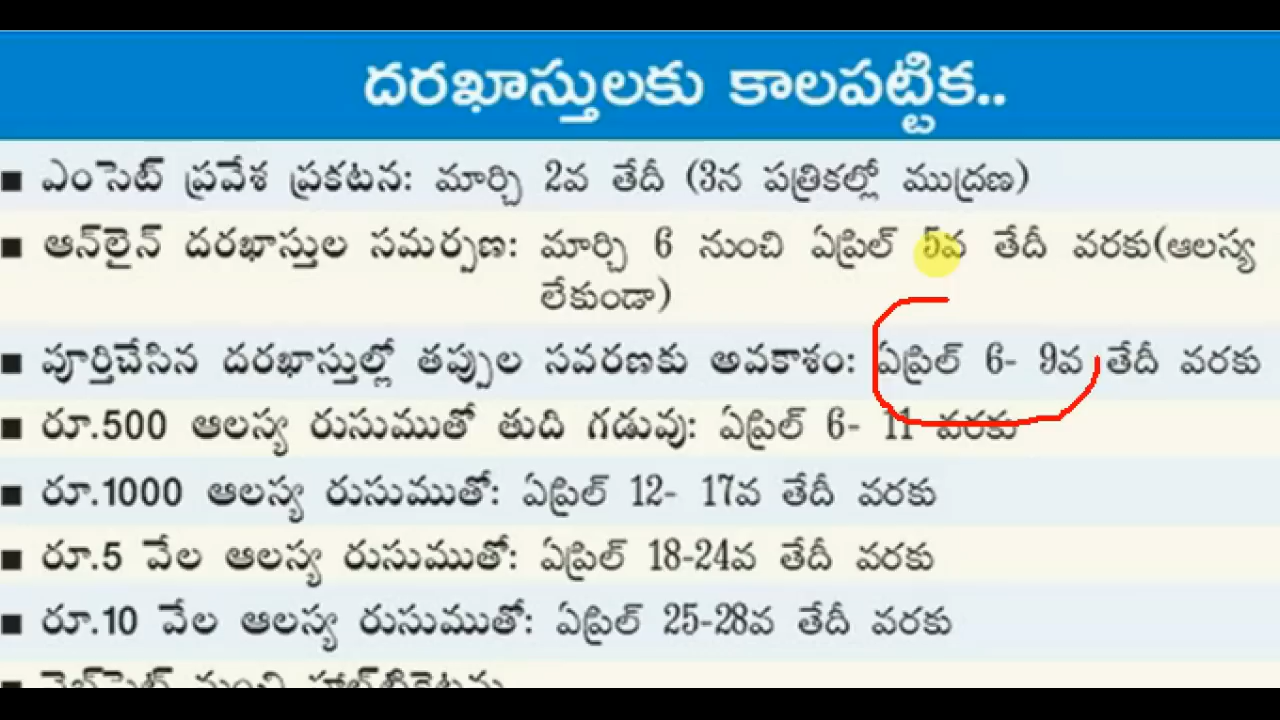 దరఖాస్తులకు కాలపట్టిక..
■ ఎంసెట్ ప్రవేశ ప్రకటన: మార్చి 2వ తేదీ (3న పత్రికల్లో ముద్రణ)
■ ఆన్‌లైన్ దరఖాస్తుల సమర్పణ: మార్చి 6 నుంచి ఏప్రిల్ 5వ తేదీ వరకు(ఆలస్య
లేకుండా)
■ పూర్తిచేసిన దరఖాస్తుల్లో తప్పుల సవరణకు అవకాశం: ఏప్రిల్ 6- 9వ తేదీ వరకు
■ రూ.500 ఆలస్య రుసుముతో తుది గడువు: ఏప్రిల్ 6- 11 వరకు
■ రూ.1000 ఆలస్య రుసుముతో: ఏప్రిల్ 12- 17వ తేదీ వరకు
■ రూ.5 వేల ఆలస్య రుసుముతో: ఏప్రిల్ 18-24వ తేదీ వరకు
■ రూ.10 వేల ఆలస్య రుసుముతో: ఏప్రిల్ 25-28వ తేదీ వరకు